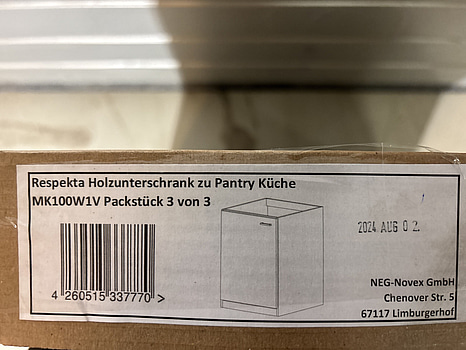 Respekta Holzunterschrank zu Pantry Küche
MK100W1V Packstück 3 von 3
2024 AUG 0 2.
4 260515 337770 >
NEG-Novex GmbH
Chenover Str. 5
67117 Limburgerhof